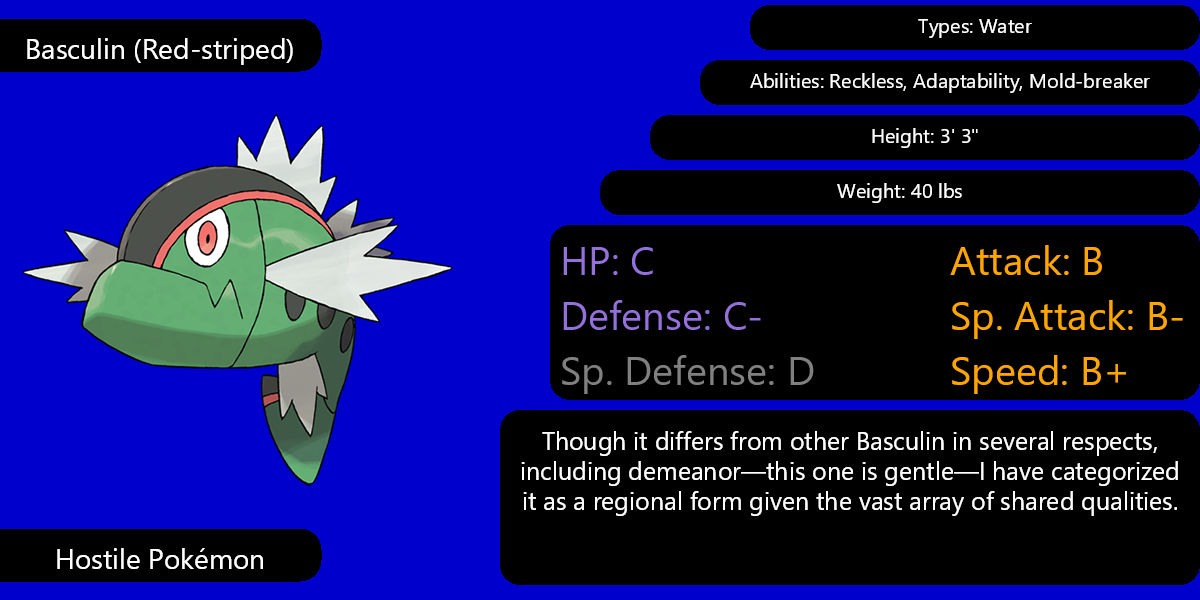 Basculin (Red-striped)
Types: Water
Abilities: Reckless, Adaptability, Mold-breaker
Height: 3' 3"
Weight: 40 lbs
HP: C
Attack: B
Defense: C-
Sp. Attack: B-
Sp. Defense: D
Speed: B+
Though it differs from other Basculin in several respects,
including demeanor—this one is gentle—I have categorized
it as a regional form given the vast array of shared qualities.
Hostile Pokémon